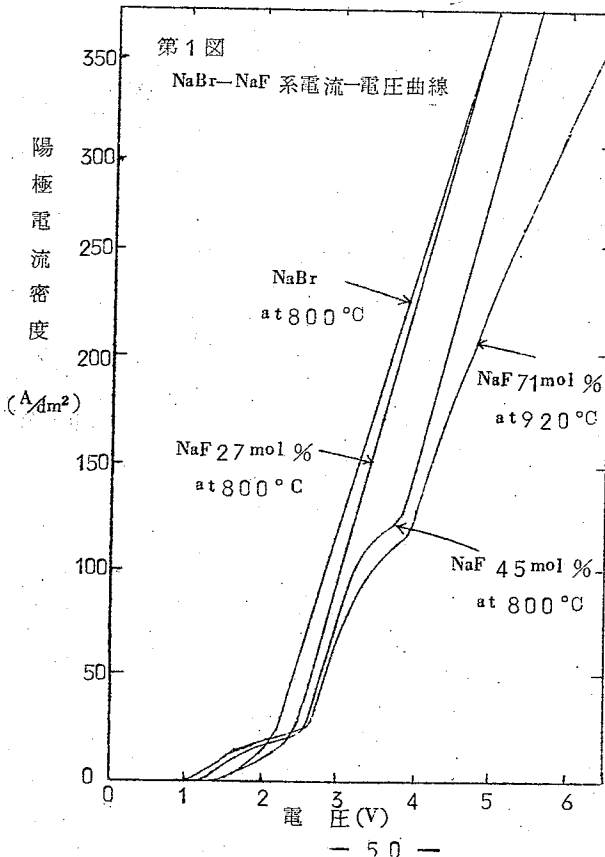 第1図
NaBr—NaF 系電流—電圧曲線
陽極電流密度
(A/dm²)
350
300
250
200
150
100
50
0
NaBr
at 800°C
NaF 27 mol %
at 800°C
NaF 71 mol %
at 920°C
NaF 45 mol %
at 800°C
0 1 2 3 4 5 6
電圧(V)
— 50 —